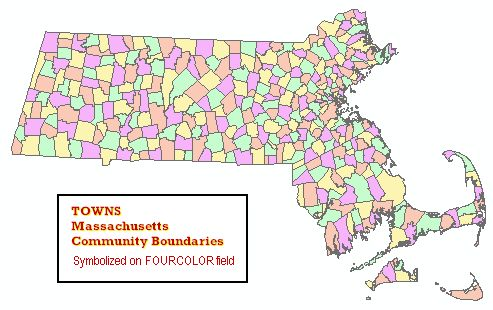 TOWNS
Massachusetts
Community Boundaries
Symbolized on FOURCOLOR field